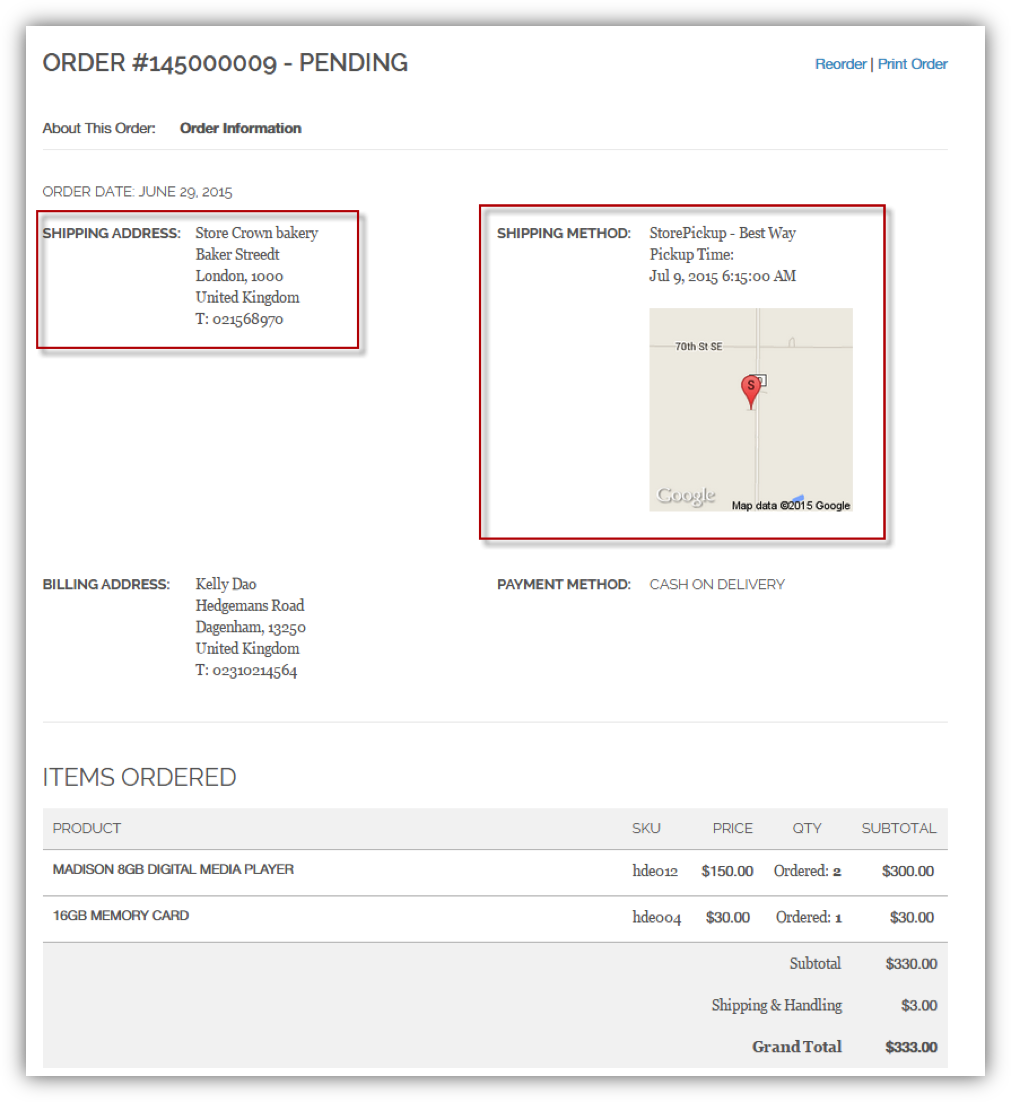 ORDER #145000009 - PENDING
Reorder | Print Order
About This Order: Order Information
ORDER DATE: JUNE 29, 2015
SHIPPING ADDRESS: Store Crown bakery
Baker Streedt
London, 1000
United Kingdom
T: 021568970
SHIPPING METHOD: StorePickup - Best Way
Pickup Time:
Jul 9, 2015 6:15:00 AM
70th St SE
S
Google
Map data ©2015 Google
BILLING ADDRESS: Kelly Dao
Hedgemans Road
Dagenham, 13250
United Kingdom
T: 02310214564
PAYMENT METHOD: CASH ON DELIVERY
ITEMS ORDERED
PRODUCT SKU PRICE QTY SUBTOTAL
MADISON 8GB DIGITAL MEDIA PLAYER hde012 $150.00 Ordered: 2 $300.00
16GB MEMORY CARD hde004 $30.00 Ordered: 1 $30.00
Subtotal $330.00
Shipping & Handling $3.00
Grand Total $333.00